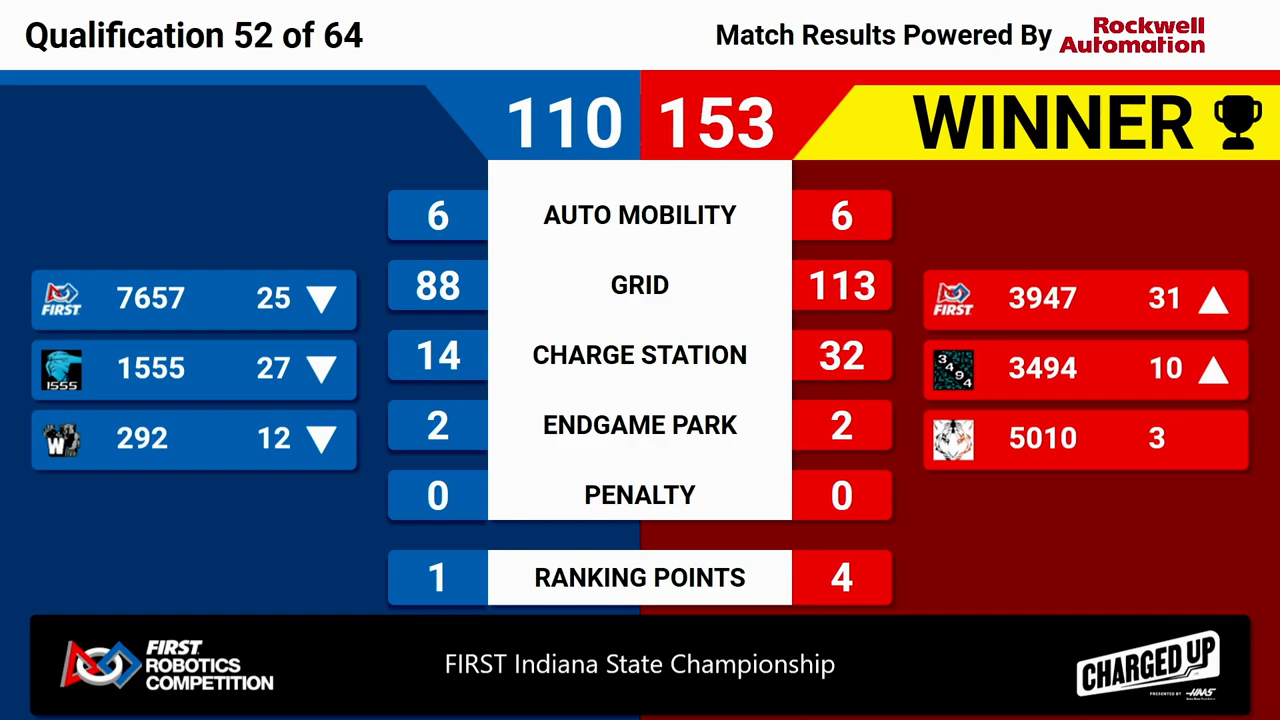 Qualification 52 of 64
Match Results Powered By
Rockwell
Automation
110 153 WINNER
6 AUTO MOBILITY 6
88 GRID 113
14 CHARGE STATION 32
2 ENDGAME PARK 2
0 PENALTY 0
1 RANKING POINTS 4
FIRST 7657 25
1555 1555 27
W 292 12
FIRST 3947 31
3494 3494 10
5010 3
FIRST
ROBOTICS
COMPETITION
FIRST Indiana State Championship
CHARGED UP
PRESENTED BY HAAS